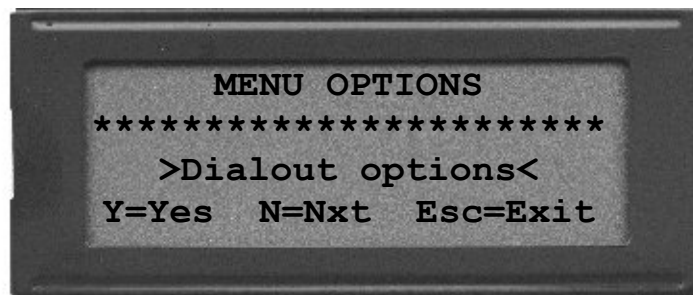 MENU OPTIONS
***********************
>Dialout options<
Y=Yes N=Nxt Esc=Exit